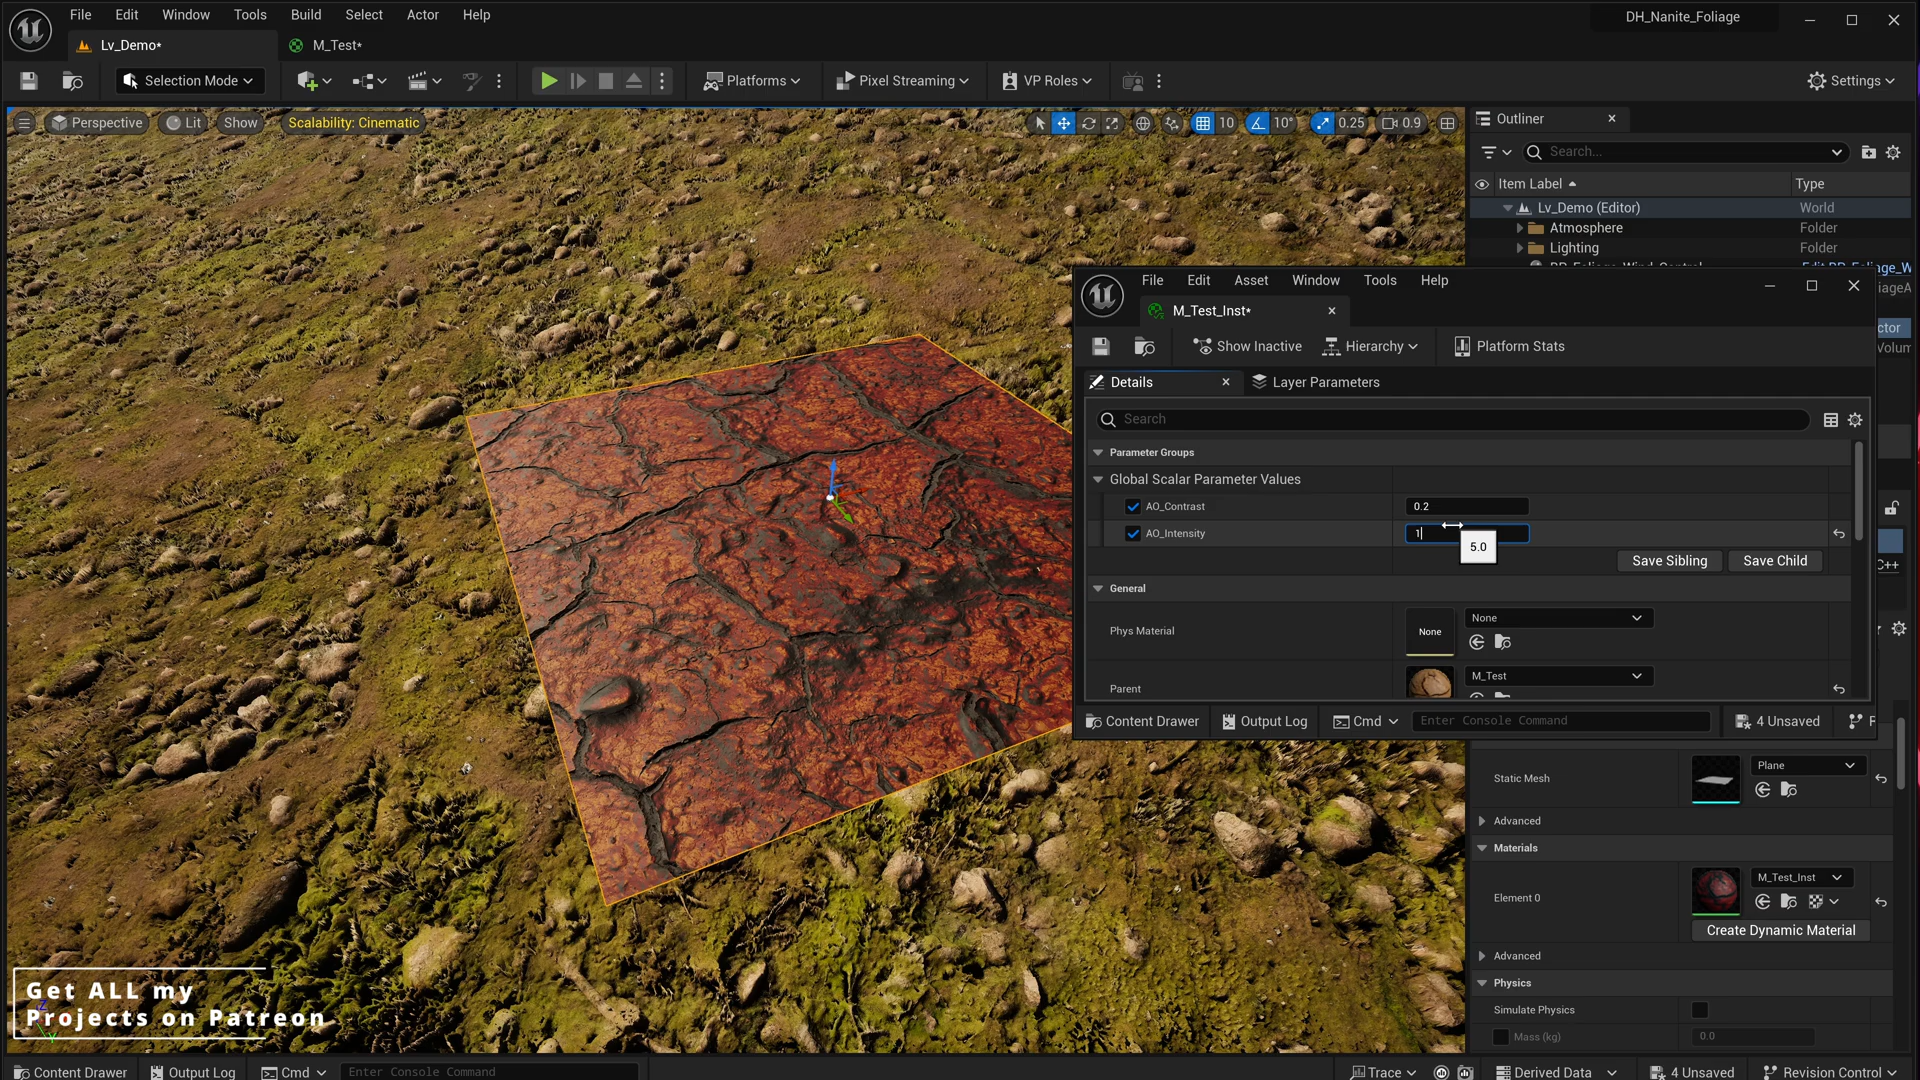 File Edit Window Tools Build Select Actor Help
DH_Nanite_Foliage
Lv_Demo*
M_Test*
Selection Mode
Platforms
Pixel Streaming
VP Roles
Settings
Perspective
Lit
Show
Scalability: Cinematic
10
10°
0.25
0.9
Outliner
Search...
Item Label
Type
Lv_Demo (Editor)
World
Atmosphere
Folder
Lighting
Folder
File Edit Asset Window Tools Help
M_Test_Inst*
Show Inactive
Hierarchy
Platform Stats
Details
Layer Parameters
Search
Parameter Groups
Global Scalar Parameter Values
AO_Contrast
0.2
AO_Intensity
1
5.0
Save Sibling
Save Child
General
Phys Material
None
None
Parent
M_Test
Content Drawer
Output Log
Cmd
Enter Console Command
4 Unsaved
C++
Static Mesh
Plane
Advanced
Materials
Element 0
M_Test_Inst
Create Dynamic Material
Advanced
Physics
Simulate Physics
Mass (kg)
0.0
Get ALL my
Projects on Patreon
Content Drawer
Output Log
Cmd
Enter Console Command
Trace
Derived Data
4 Unsaved
Revision Control